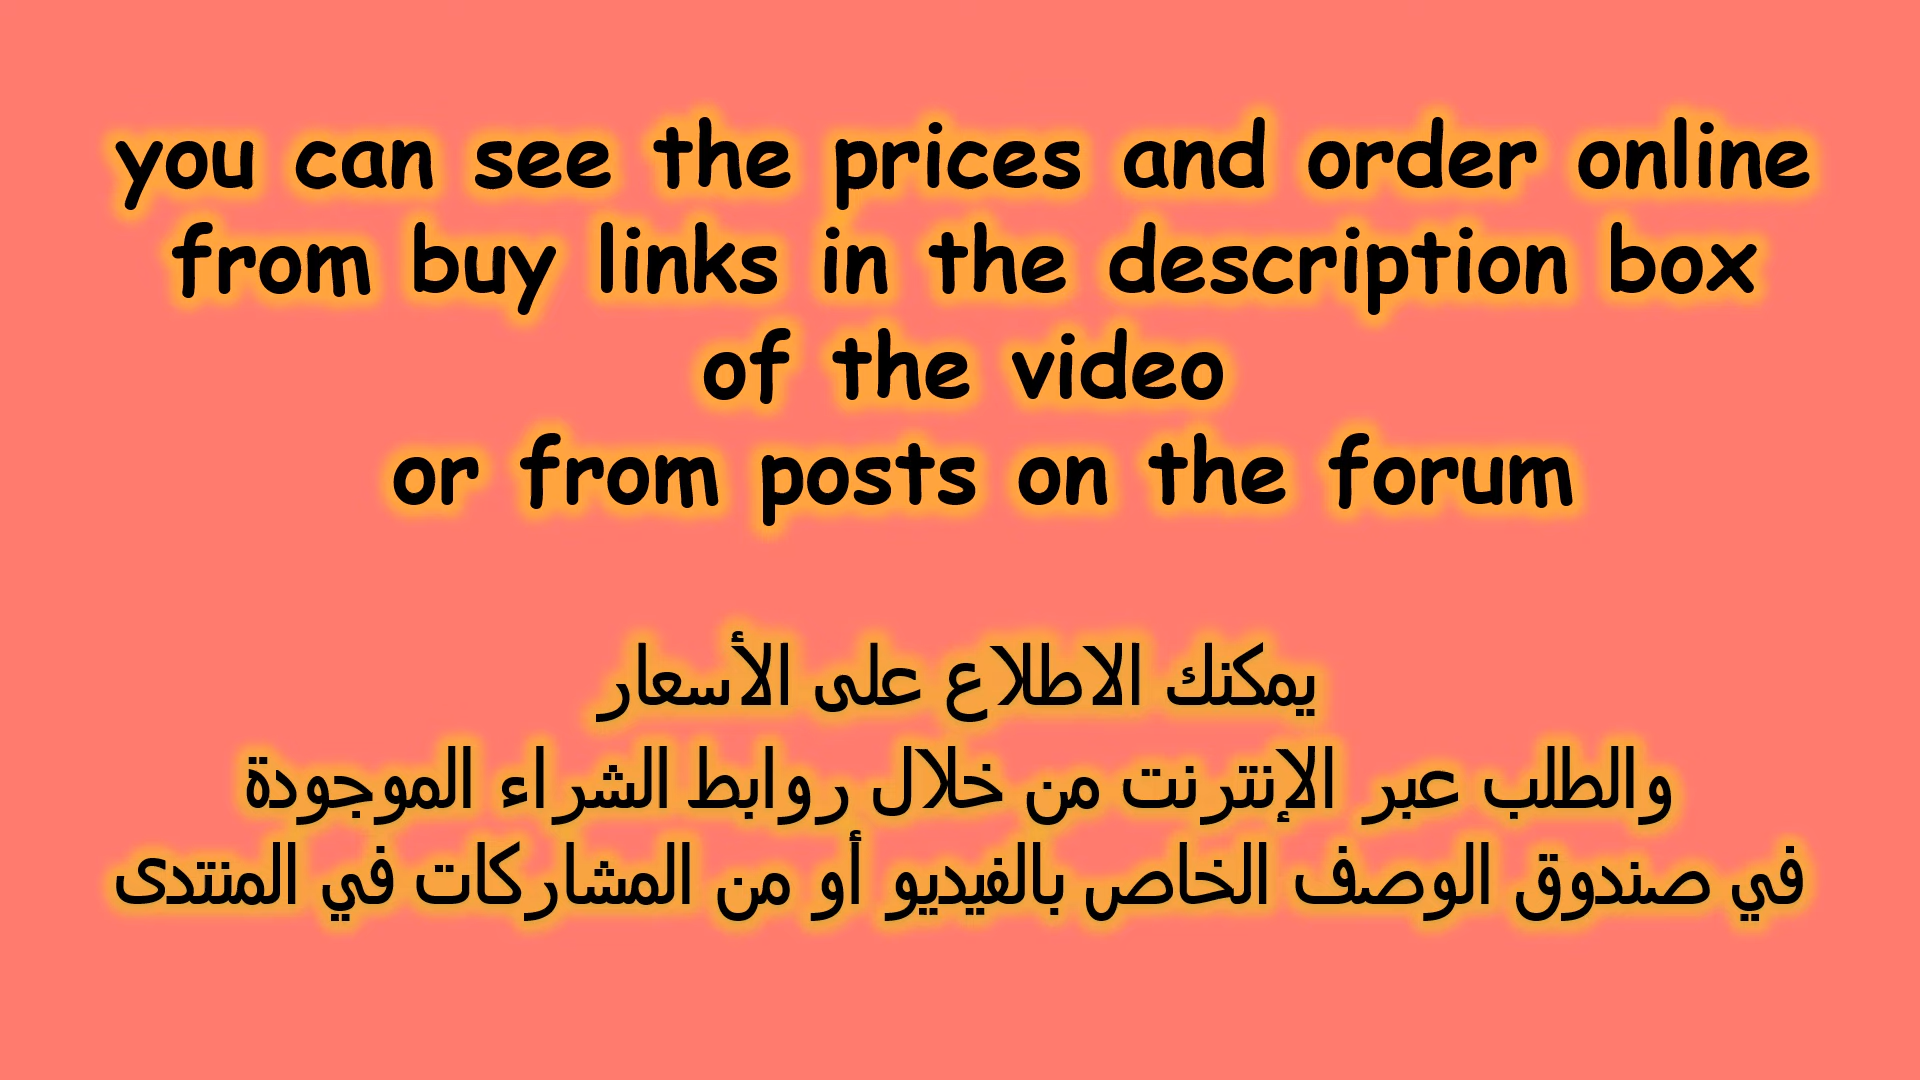 you can see the prices and order online
from buy links in the description box
of the video
or from posts on the forum
يمكنك الاطلاع على الأسعار
والطلب عبر الإنترنت من خلال روابط الشراء الموجودة
في صندوق الوصف الخاص بالفيديو أو من المشاركات في المنتدى